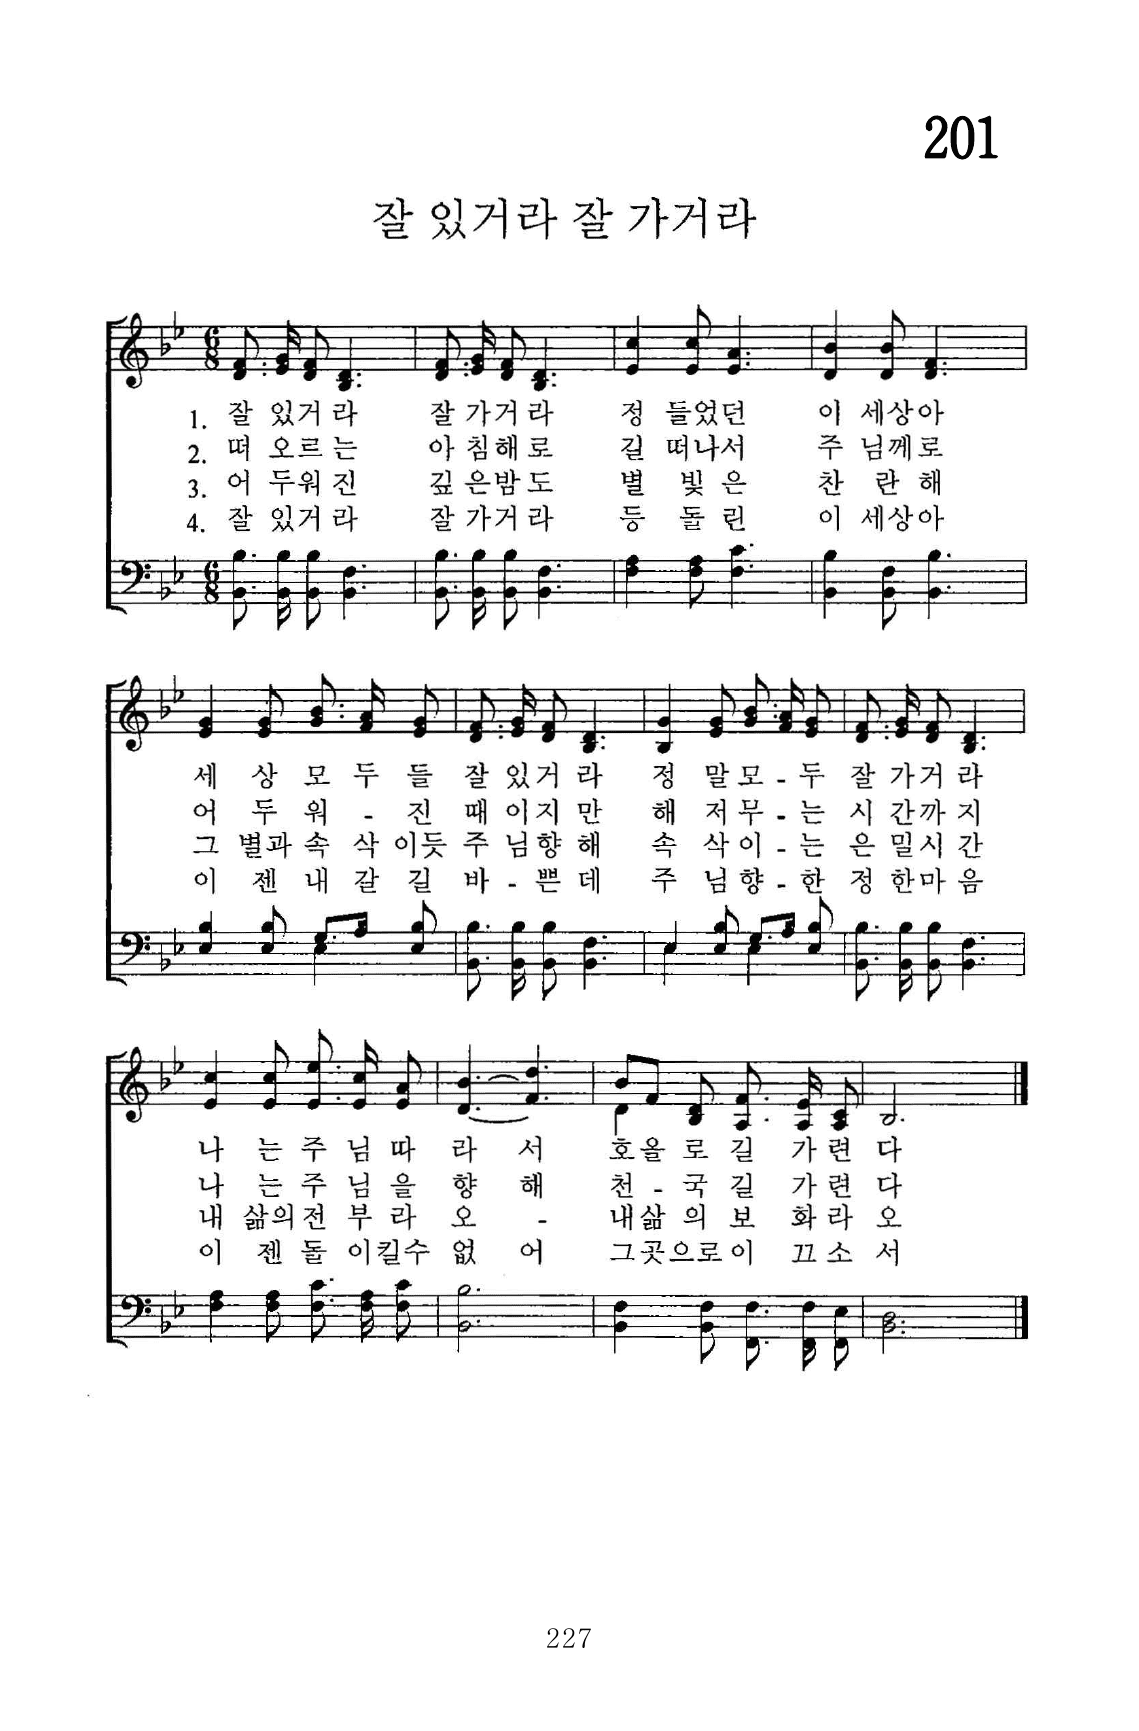 201
잘 있거라 잘 가거라
1. 잘 있거라 잘 가거라 정 들었던 이 세상아
2. 떠 오르는 아 침해로 길 떠나서 주 님께로
3. 어 두워 진 깊 은밤도 별 빛 은 찬 란 해
4. 잘 있거라 잘 가거라 등 돌 린 이 세상아
세 상 모 두 들 잘 있거 라 정 말 모 - 두 잘 가거 라
어 두 워 - 진 때 이지 만 해 저 무 - 는 시 간까 지
그 별과 속 삭 이듯 주 님향 해 속 삭 이 - 는 은 밀시 간
이 젠 내 갈 길 바 - 쁜 데 주 님 향 - 한 정 한마 음
나 는 주 님 따 라 서 호올 로 길 가 련 다
나 는 주 님 을 향 해 천 - 국 길 가 련 다
내 삶의 전 부 라 오 - 내삶 의 보 화 라 오
이 젠 돌 이킬수 없 어 그곳으로 이 끄 소 서
227